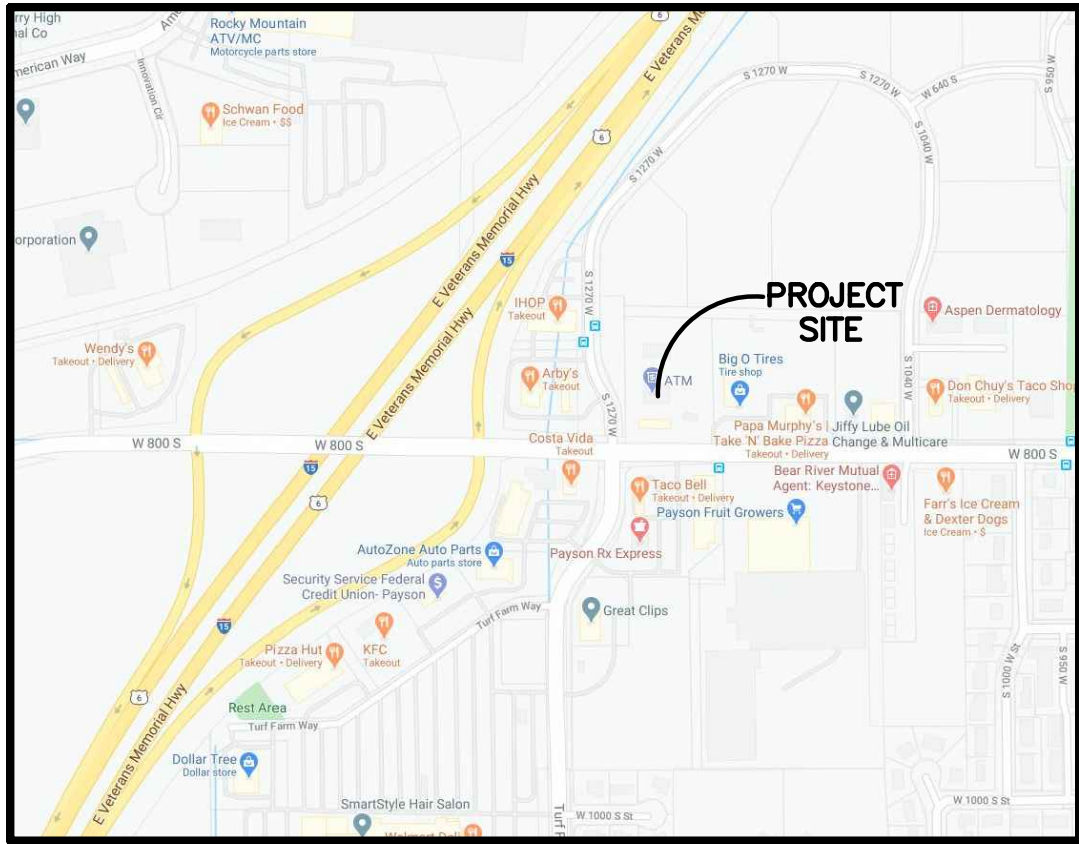 rry High
al Co
Rocky Mountain
ATV/MC
Motorcycle parts store
6
E Veterans M
American Way
Ame
Innovation Cir
Schwan Food
Ice Cream • $$
6
S 1270 W
S 1270 W
W 640 S
S 950 W
S 1270 W
S 1040 W
orporation
E Veterans Memorial Hwy
15
S 1270 W
PROJECT
SITE
IHOP
Takeout
Aspen Dermatology
Wendy's
Takeout • Delivery
E Veterans Memorial Hwy
Arby's
Takeout
ATM
Big O Tires
Tire shop
S 1040 W
Don Chuy's Taco Sho
Takeout • Delivery
S 1270 W
Papa Murphy's |
Take 'N' Bake Pizza
Takeout • Delivery
Jiffy Lube Oil
Change & Multicare
W 800 S
W 800 S
Costa Vida
Takeout
W 800 S
15
6
Taco Bell
Takeout • Delivery
Bear River Mutual
Agent: Keystone...
Payson Fruit Growers
Farr's Ice Cream
& Dexter Dogs
Ice Cream • $
Payson Rx Express
AutoZone Auto Parts
Auto parts store
Security Service Federal
Credit Union- Payson
$
Turf Farm Way
Great Clips
15
Pizza Hut
Takeout • Delivery
KFC
Takeout
1000 W St
S 950 W
6
E Veterans Memorial Hwy
Rest Area
Turf Farm Way
Dollar Tree
Dollar store
SmartStyle Hair Salon
Walmart Deli
Turf F
W 1000 S St
W 1000 S St